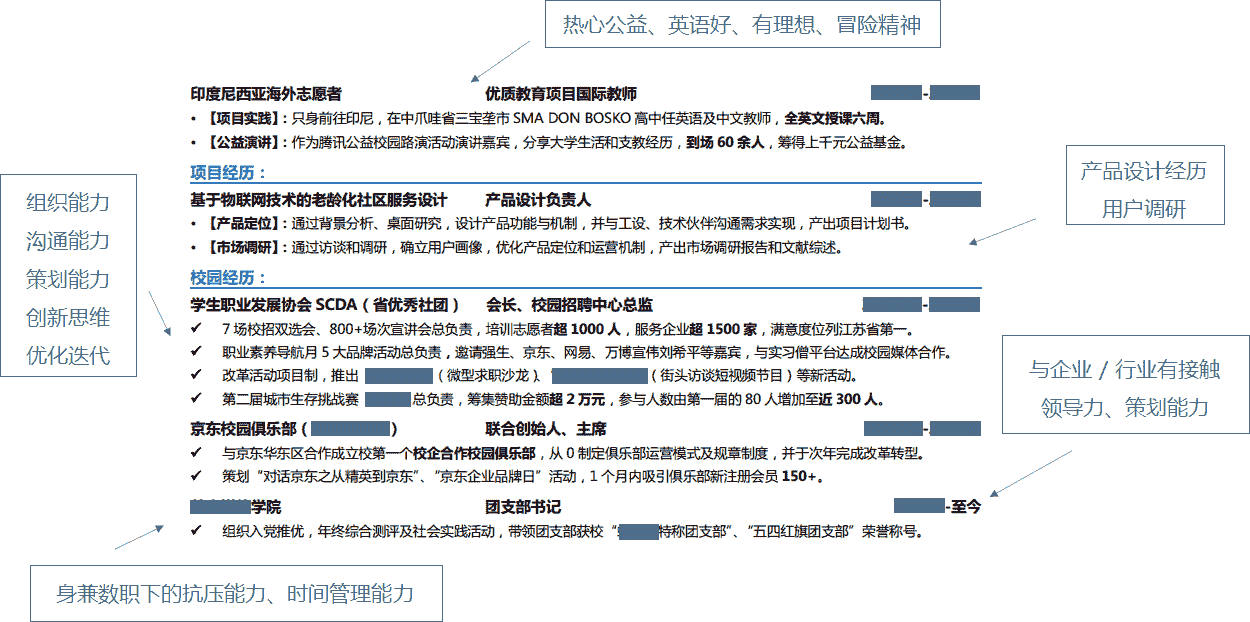 热心公益、英语好、有理想、冒险精神
印度尼西亚海外志愿者 优质教育项目国际教师 -
• 【项目实践】：只身前往印尼，在中爪哇省三宝垄市 SMA DON BOSKO 高中任英语及中文教师，全英文授课六周。
• 【公益演讲】：作为腾讯公益校园路演活动演讲嘉宾，分享大学生活和支教经历，到场 60 余人，筹得上千元公益基金。
项目经历：
基于物联网技术的老龄化社区服务设计 产品设计负责人 -
• 【产品定位】：通过背景分析、桌面研究，设计产品功能与机制，并与工设、技术伙伴沟通需求实现，产出项目计划书。
• 【市场调研】：通过访谈和调研，确立用户画像，优化产品定位和运营机制，产出市场调研报告和文献综述。
产品设计经历
用户调研
组织能力
沟通能力
策划能力
创新思维
优化迭代
校园经历：
学生职业发展协会 SCDA（省优秀社团） 会长、校园招聘中心总监 -
✓ 7 场校招双选会、800+场次宣讲会总负责，培训志愿者超 1000 人，服务企业超 1500 家，满意度位列江苏省第一。
✓ 职业素养导航月 5 大品牌活动总负责，邀请强生、京东、网易、万博宣伟刘希平等嘉宾，与实习僧平台达成校园媒体合作。
✓ 改革活动项目制，推出 （微型求职沙龙）、 （街头访谈短视频节目）等新活动。
✓ 第二届城市生存挑战赛 总负责，筹集赞助金额超 2 万元，参与人数由第一届的 80 人增加至近 300 人。
京东校园俱乐部（ ） 联合创始人、主席 -
✓ 与京东华东区合作成立校第一个校企合作校园俱乐部，从 0 制定俱乐部运营模式及规章制度，并于次年完成改革转型。
✓ 策划“对话京东之从精英到京东”、“京东企业品牌日”活动，1 个月内吸引俱乐部新注册会员 150+。
学院 团支部书记 -至今
✓ 组织入党推优，年终综合测评及社会实践活动，带领团支部获校“ 特称团支部”、“五四红旗团支部”荣誉称号。
与企业 / 行业有接触
领导力、策划能力
身兼数职下的抗压能力、时间管理能力